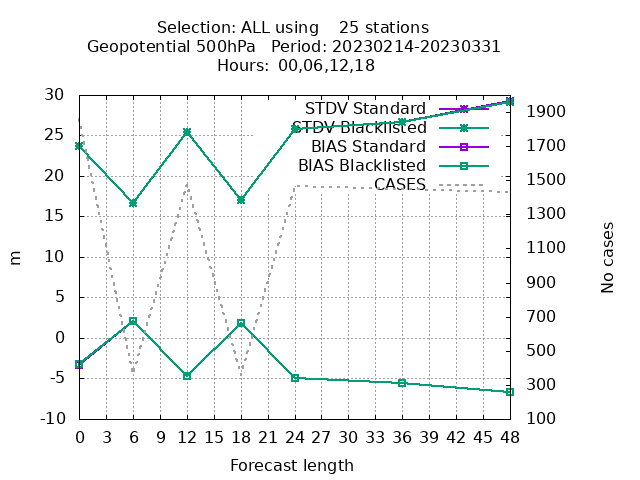 Selection: ALL using    25 stations
Geopotential 500hPa   Period: 20230214-20230331
Hours:  00,06,12,18
30
25
20
15
10
5
0
-5
-10
m
STDV Standard
STDV Blacklisted
BIAS Standard
BIAS Blacklisted
CASES
1900
1700
1500
1300
1100
900
700
500
300
100
No cases
0 3 6 9 12 15 18 21 24 27 30 33 36 39 42 45 48
Forecast length